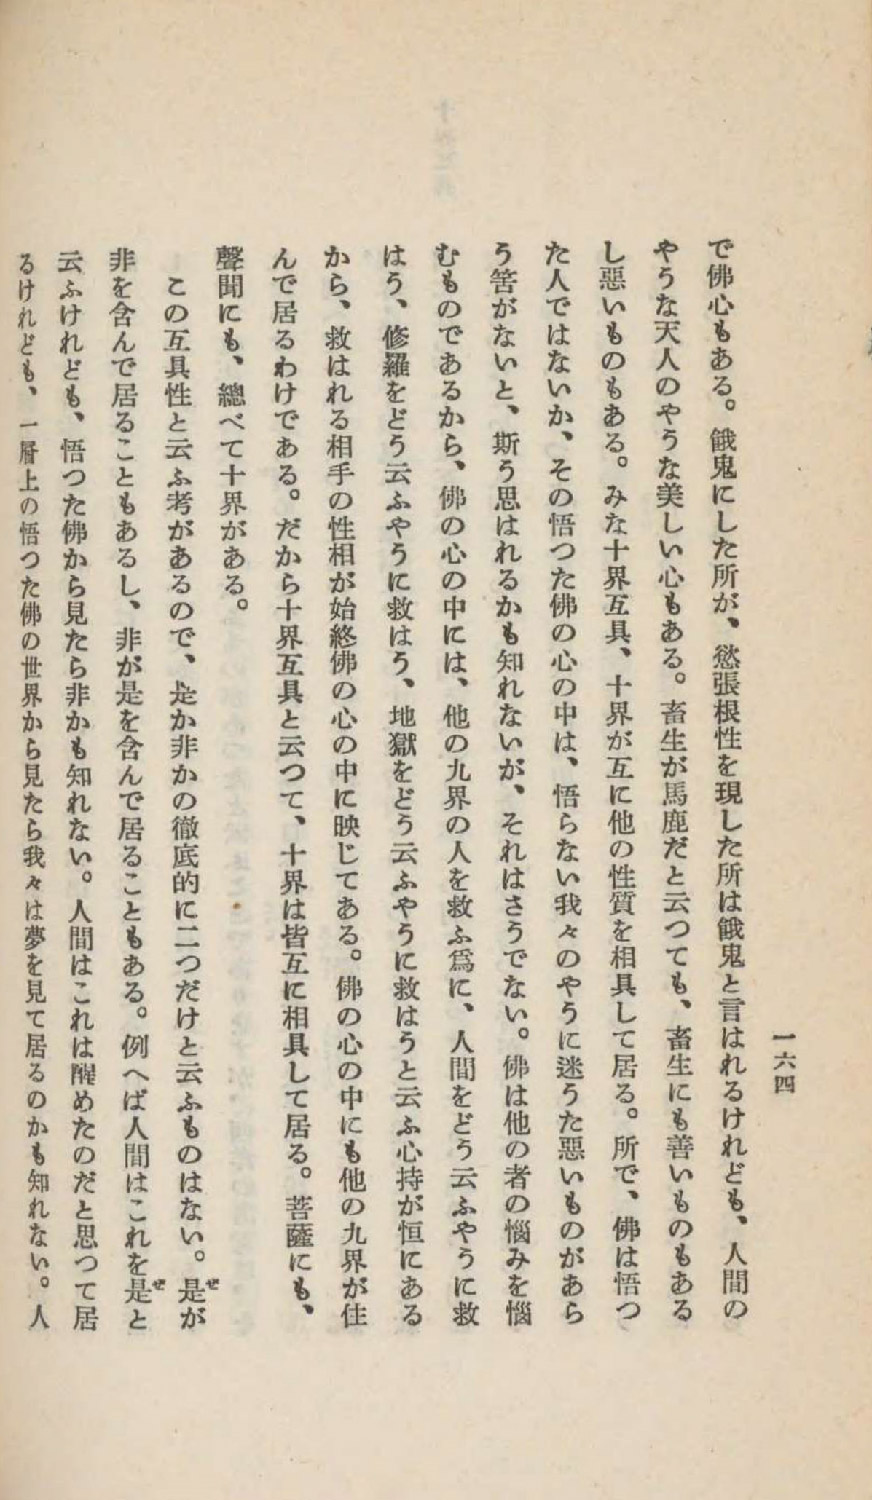 一六四
で佛心もある。餓鬼にした所が、慾張根性を現した所は餓鬼と言はれるけれども、人間の
やうな天人のやうな美しい心もある。畜生が馬鹿だと云つても、畜生にも善いものもある
し惡いものもある。みな十界互具、十界が互に他の性質を相具して居る。所で、佛は悟つ
た人ではないか、その悟つた佛の心の中は、悟らない我々のやうに迷うた惡いものがあら
う筈がないと、斯う思はれるかも知れないが、それはさうでない。佛は他の者の惱みを惱
むものであるから、佛の心の中には、他の九界の人を救ふ爲に、人間をどう云ふやうに救
はう、修羅をどう云ふやうに救はう、地獄をどう云ふやうに救はうと云ふ心持が恒にある
から、救はれる相手の性相が始終佛の心の中に映じてある。佛の心の中にも他の九界が住
んで居るわけである。だから十界互具と云つて、十界は皆互に相具して居る。菩薩にも、
聲聞にも、總べて十界がある。
この互具性と云ふ考があるので、是か非かの徹底的に二つだけと云ふものはない。是ぜが
非を含んで居ることもあるし、非が是を含んで居ることもある。例へば人間はこれを是ぜと
云ふけれども、悟つた佛から見たら非かも知れない。人間はこれは醒めたのだと思つて居
るけれども、一層上の悟つた佛の世界から見たら我々は夢を見て居るのかも知れない。人